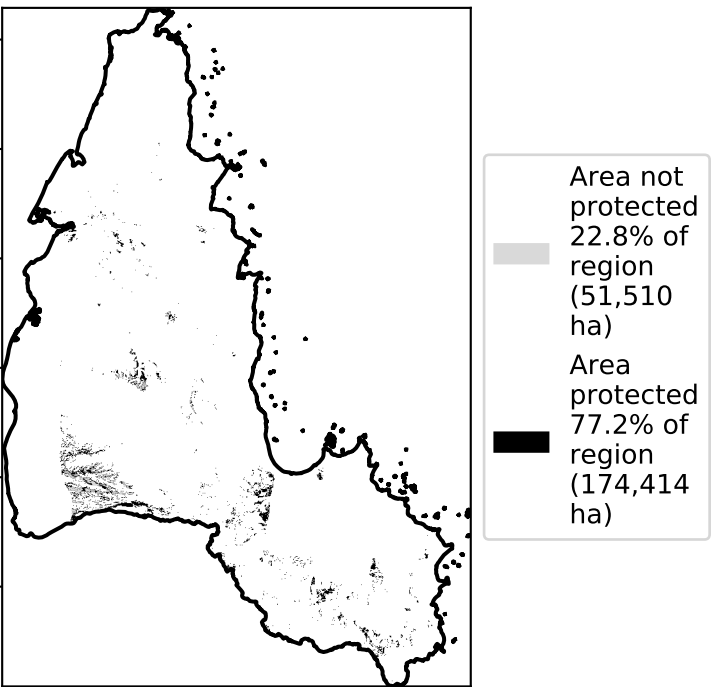 Area not
protected
22.8% of
region
(51,510
ha)
Area
protected
77.2% of
region
(174,414
ha)